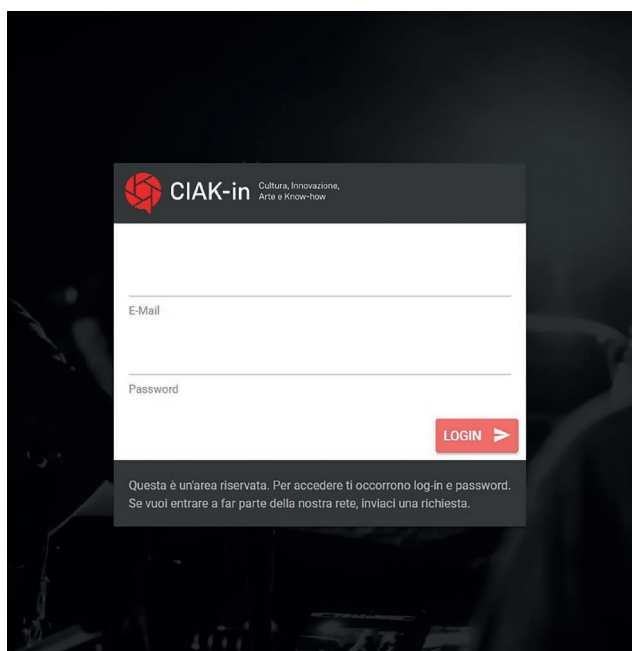 CIAK-in
Cultura, Innovazione,
Arte e Know-how
E-Mail
Password
LOGIN
Questa è un'area riservata. Per accedere ti occorrono log-in e password.
Se vuoi entrare a far parte della nostra rete, inviaci una richiesta.